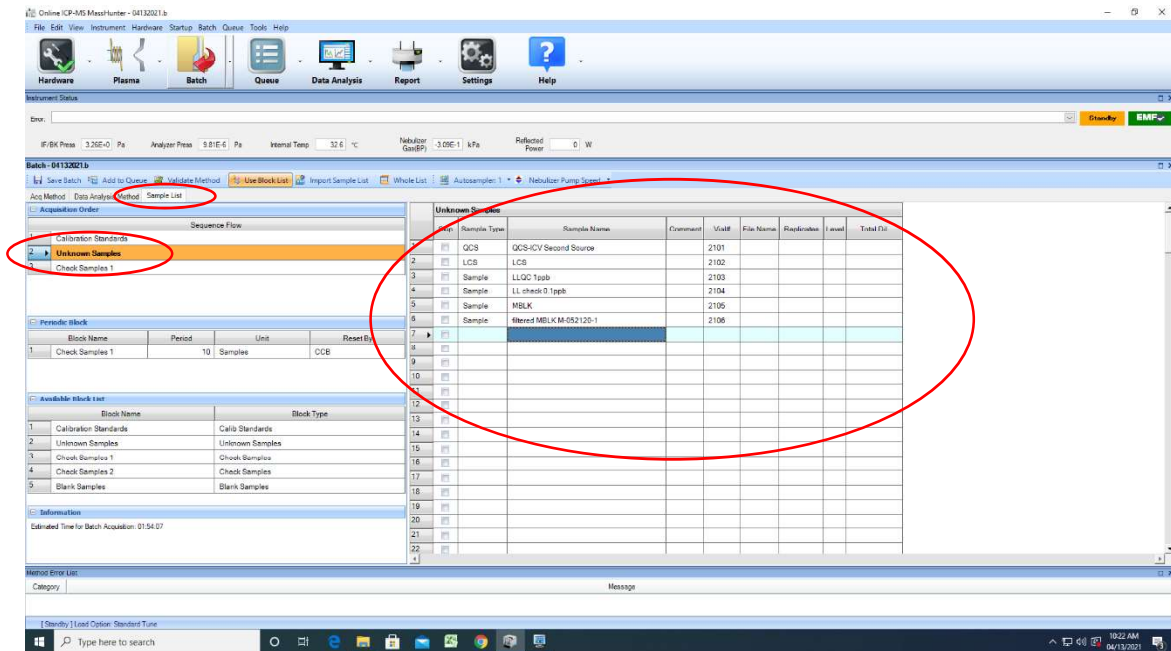 Online ICP-MS MassHunter - 04132021.b
File Edit View Instrument Hardware Startup Batch Queue Tools Help
Hardware Plasma Batch Queue Data Analysis Report Settings Help
Instrument Status
Error: Standby EMF
IF/BK Press 3.26E+0 Pa Analyzer Press 9.81E-6 Pa Internal Temp 32.6 °C Nebulizer Gas(BP) -3.09E-1 kPa Reflected Power 0 W
Batch - 04132021.b
Save Batch Add to Queue Validate Method Use Block List Import Sample List Whole List Autosampler: 1 Nebulizer Pump Speed
Acq Method Data Analysis Method Sample List
Acquisition Order
Sequence Flow
1 Calibration Standards
2 Unknown Samples
3 Check Samples 1
Periodic Block
Block Name Period Unit Reset By
1 Check Samples 1 10 Samples CCB
Available Block List
Block Name Block Type
1 Calibration Standards Calib Standards
2 Unknown Samples Unknown Samples
3 Check Samples 1 Check Samples
4 Check Samples 2 Check Samples
5 Blank Samples Blank Samples
Information
Estimated Time for Batch Acquisition: 01:54:07
Unknown Samples
Skip Sample Type Sample Name Comment Vial# File Name Replicates Level Total Dil
1 QCS QCS-ICV Second Source 2101
2 LCS LCS 2102
3 Sample LLQC 1ppb 2103
4 Sample LL check 0.1ppb 2104
5 Sample MBLK 2105
6 Sample filtered MBLK M-052120-1 2106
7
8
9
10
11
12
13
14
15
16
17
18
19
20
21
22
Method Error List
Category Message
[ Standby ] Load Option: Standard Tune
Type here to search
10:22 AM
04/13/2021